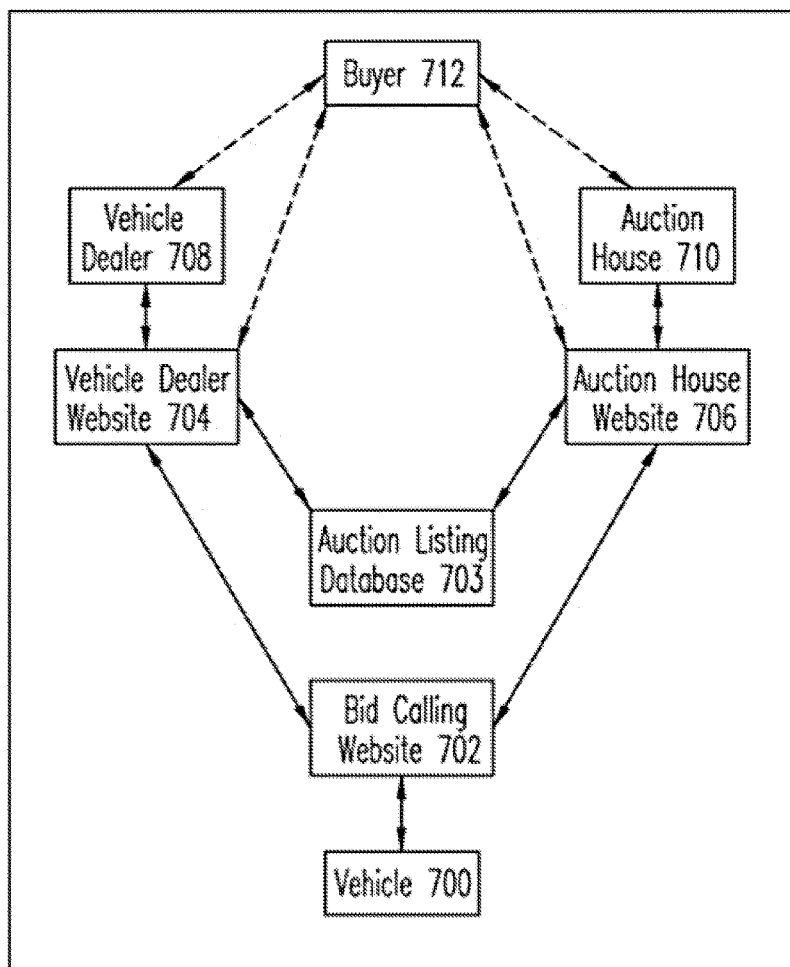 Buyer 712
Vehicle
Dealer 708
Auction
House 710
Vehicle Dealer
Website 704
Auction House
Website 706
Auction Listing
Database 703
Bid Calling
Website 702
Vehicle 700